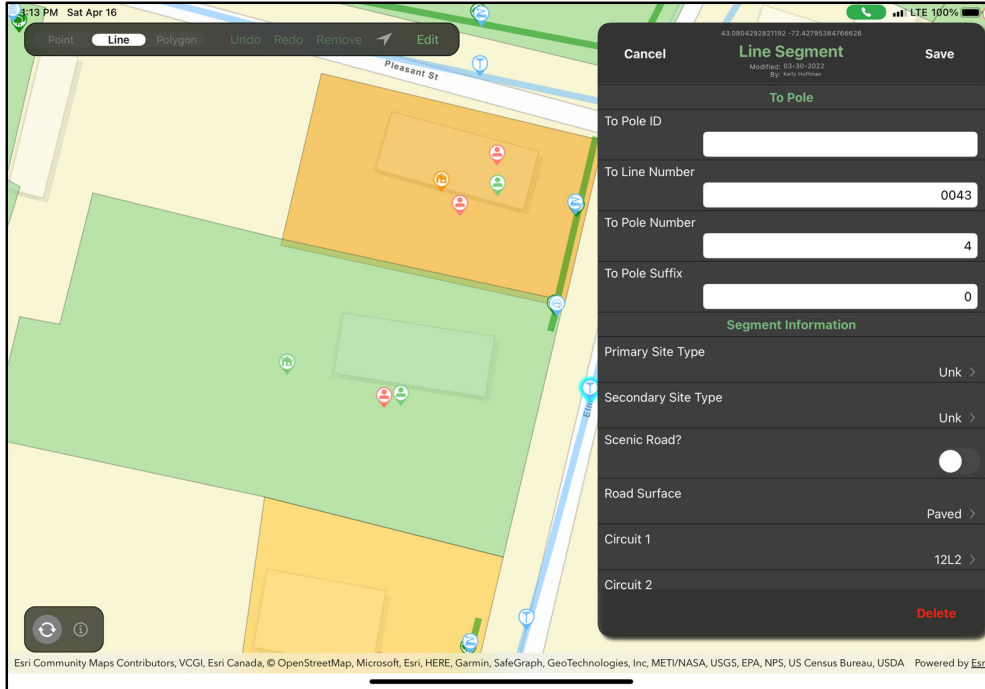 1:13 PM Sat Apr 16
LTE 100%
Point Line Polygon Undo Redo Remove Edit
43.0804292821192 -72.42795384766626
Cancel Line Segment Save
Modified: 03-30-2022
By: Kelly Hoffman
Pleasant St
To Pole
To Pole ID
To Line Number
0043
To Pole Number
4
To Pole Suffix
0
Segment Information
Primary Site Type
Unk
Secondary Site Type
Unk
Scenic Road?
Road Surface
Paved
Circuit 1
12L2
Circuit 2
Delete
Esri Community Maps Contributors, VCGI, Esri Canada, © OpenStreetMap, Microsoft, Esri, HERE, Garmin, SafeGraph, GeoTechnologies, Inc, METI/NASA, USGS, EPA, NPS, US Census Bureau, USDA Powered by Esr